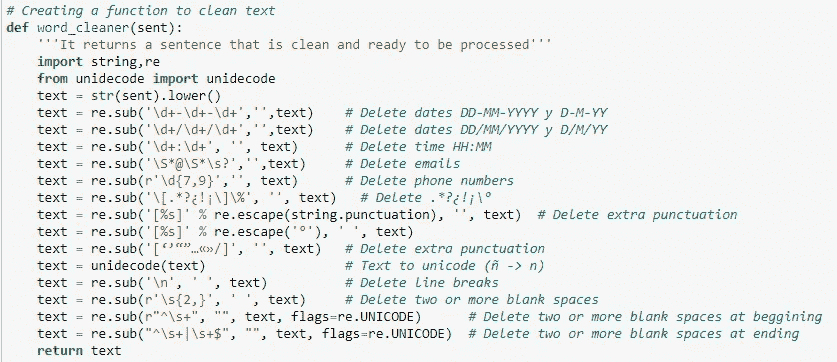 # Creating a function to clean text
def word_cleaner(sent):
    '''It returns a sentence that is clean and ready to be processed'''
    import string,re
    from unidecode import unidecode
    text = str(sent).lower()
    text = re.sub('\d+-\d+-\d+','',text)    # Delete dates DD-MM-YYYY y D-M-YY
    text = re.sub('\d+/\d+/\d+','',text)    # Delete dates DD/MM/YYYY y D/M/YY
    text = re.sub('\d+:\d+', '', text)      # Delete time HH:MM
    text = re.sub('\S*@\S*\s?','',text)     # Delete emails
    text = re.sub(r'\d{7,9}','', text)      # Delete phone numbers
    text = re.sub('\[.*?¿!¡\]\%', '', text)   # Delete .*?¿!¡\º
    text = re.sub('[%s]' % re.escape(string.punctuation), '', text)  # Delete extra punctuation
    text = re.sub('[%s]' % re.escape('°'), ' ', text)
    text = re.sub('[‘’“”…«»/]', '', text)   # Delete extra punctuation
    text = unidecode(text)                  # Text to unicode (ñ -> n)
    text = re.sub('\n', ' ', text)          # Delete line breaks
    text = re.sub(r'\s{2,}', ' ', text)     # Delete two or more blank spaces
    text = re.sub(r"^\s+", "", text, flags=re.UNICODE)      # Delete two or more blank spaces at beggining
    text = re.sub("^\s+|\s+$", "", text, flags=re.UNICODE)  # Delete two or more blank spaces at ending
    return text